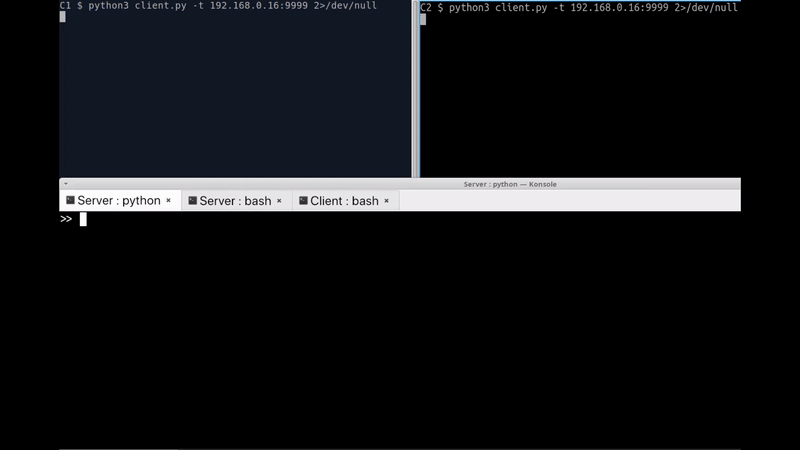 C1 $ python3 client.py -t 192.168.0.16:9999 2>/dev/null
C2 $ python3 client.py -t 192.168.0.16:9999 2>/dev/null
Server : python — Konsole
Server : python × Server : bash × Client : bash ×
>>